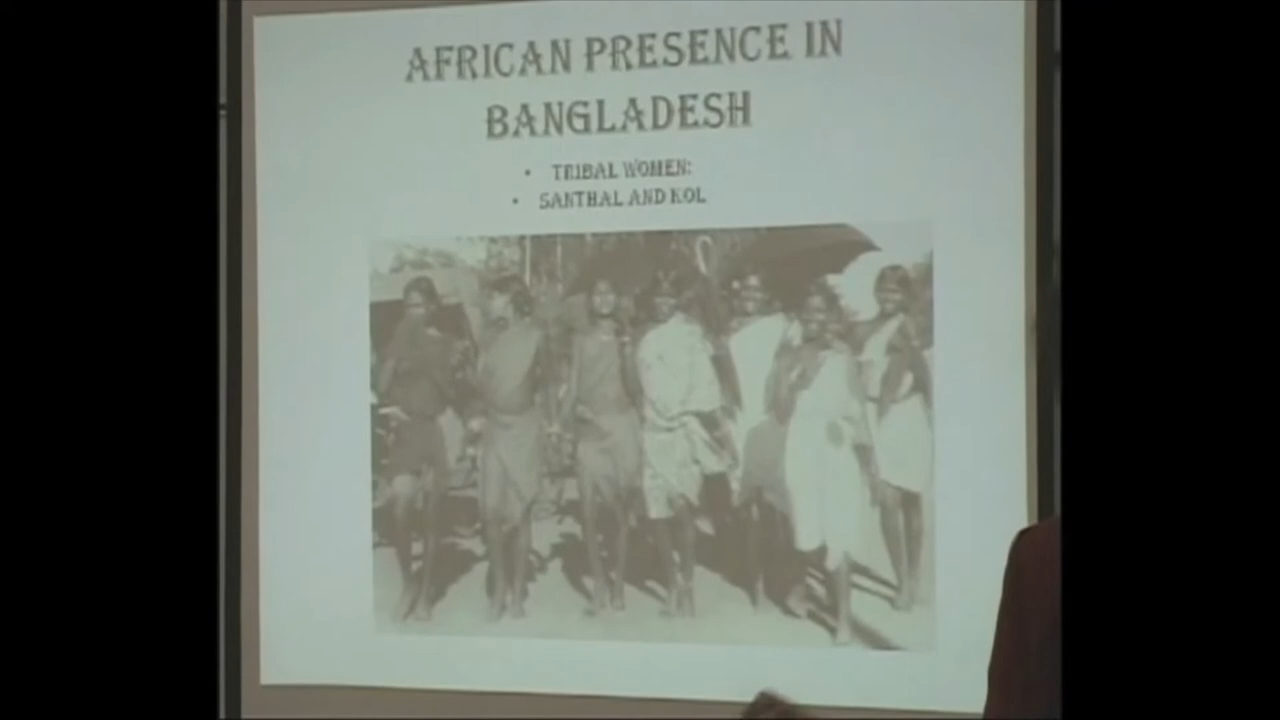 AFRICAN PRESENCE IN
BANGLADESH
• TRIBAL WOMEN:
• SANTHAL AND KOL